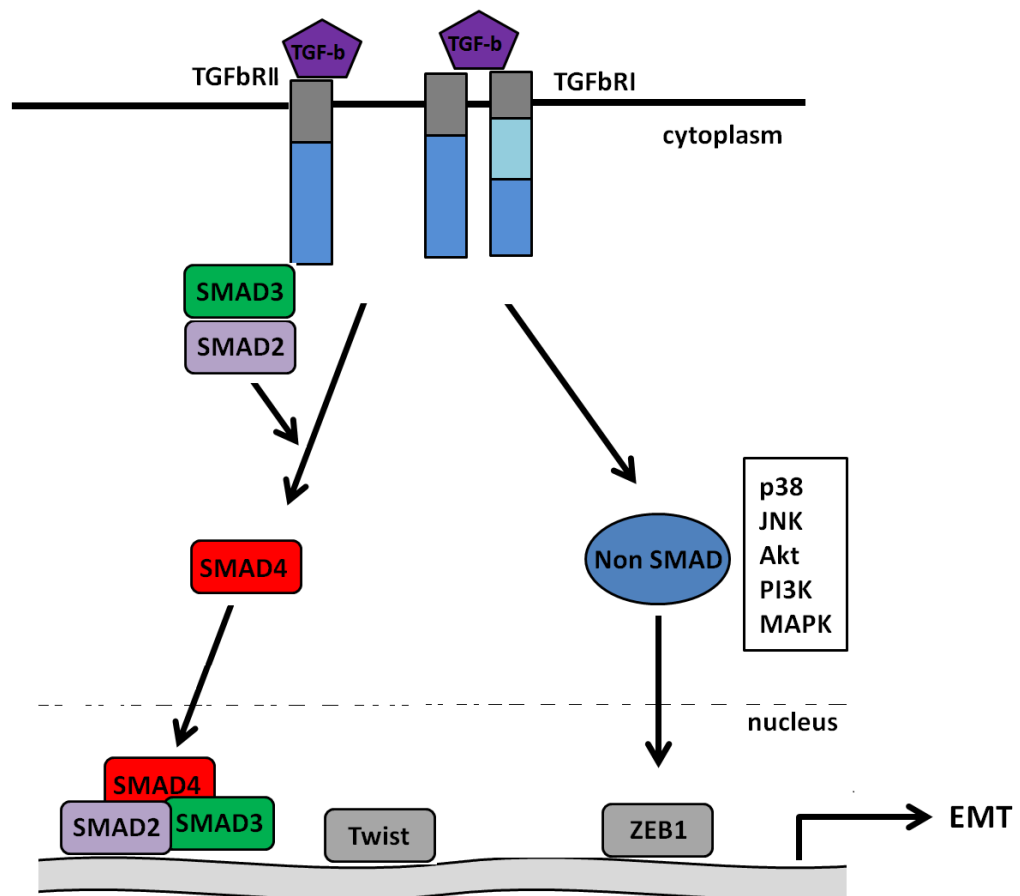 TGF-b
TGF-b
TGFbRII
TGFbRI
cytoplasm
SMAD3
SMAD2
p38
JNK
Akt
PI3K
MAPK
Non SMAD
SMAD4
nucleus
SMAD4
SMAD2
SMAD3
Twist
ZEB1
EMT